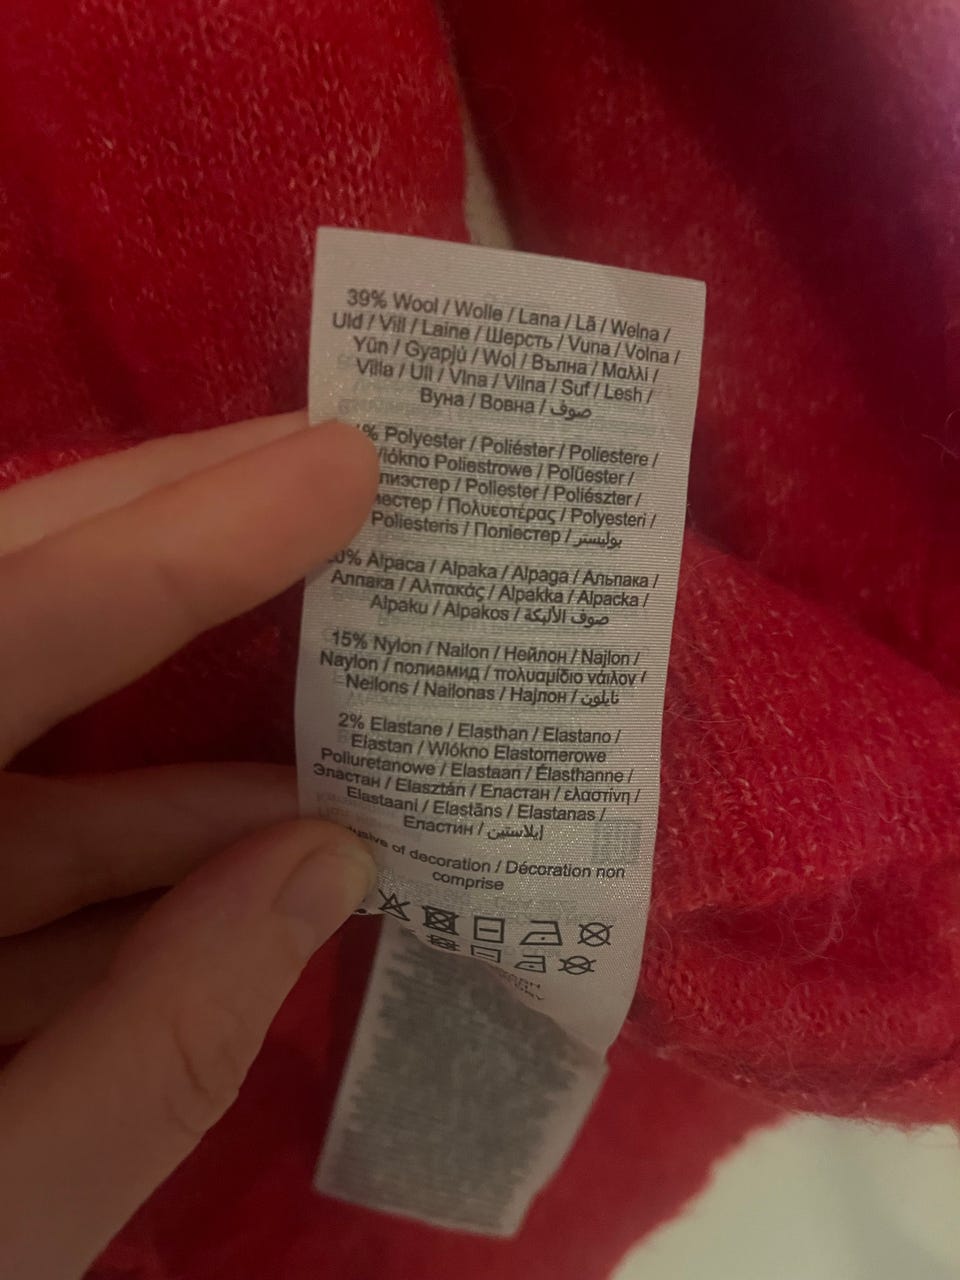 39% Wool / Wolle / Lana / Lã / Wełna /
Uld / Vill / Laine / Шерсть / Vuna / Volna /
Yün / Gyapjú / Wol / Вълна / Μαλλί /
Villa / Ull / Vlna / Vilna / Suf / Lesh /
Вуна / Вовна / صوف
% Polyester / Poliéster / Poliestere /
Poliestrowe / Polüester /
Poliester / Poliészter /
Πολυεστέρας / Polyesteri /
Poliesteris / Поліестер / بوليستر
Alpaca / Alpaka / Alpaga / Альпака /
Алпака / Αλπακάς / Alpakka / Alpacka /
Alpaku / Alpakos / صوف الألبكة
15% Nylon / Nailon / Нейлон / Najlon /
Naylon / полиамид / πολυαμίδιο νάιλον /
Neilons / Nailonas / Најлон / نايلون
2% Elastane / Elasthan / Elastano /
Elastan / Włókno Elastomerowe
Poliuretanowe / Elastaan / Élasthanne /
Эластан / Elasztán / Еластан / ελαστίνη /
Elastaani / Elastāns / Elastanas /
Еластин / إيلاستين
of decoration / Décoration non
comprise